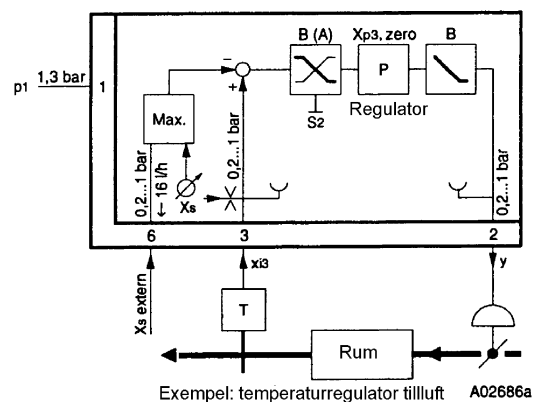 B (A) Xp3, zero B
p1 1,3 bar 1
– +
P
Max.
S2
Regulator
0,2...1 bar
← 16 l/h
Xs
0,2...1 bar
0,2...1 bar
6 3 2
Xs extern
xi3
y
T
Rum
Exempel: temperaturregulator tillluft A02686a